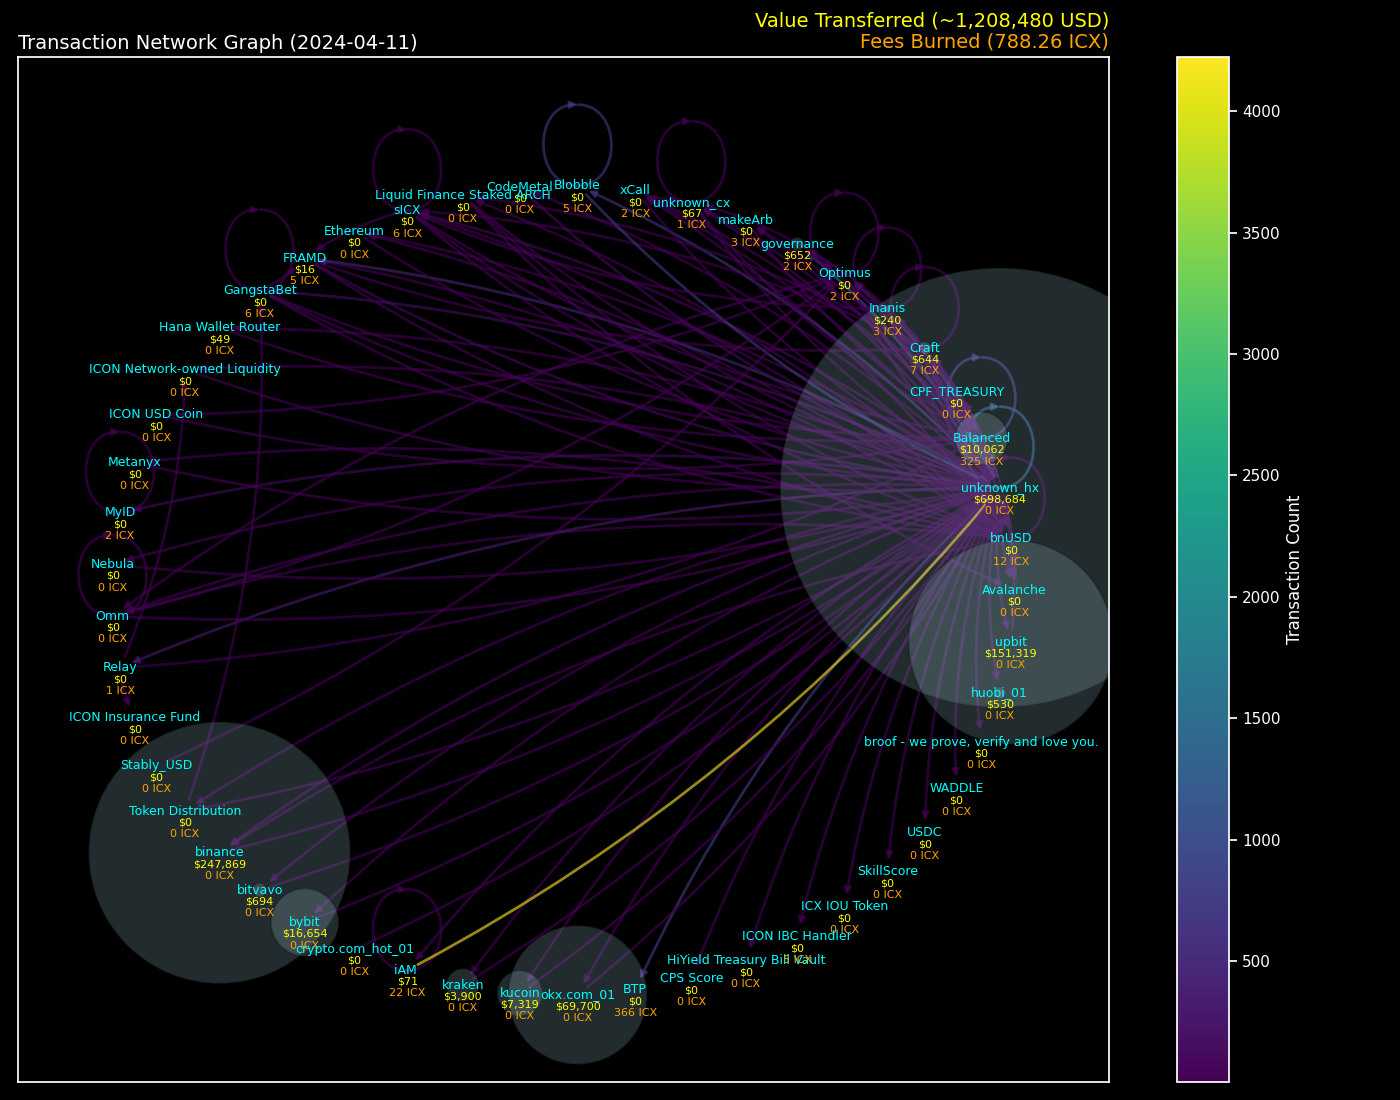 Value Transferred (~1,208,480 USD)
Transaction Network Graph (2024-04-11)
Fees Burned (788.26 ICX)
CodeMetal
$0
0 ICX
Blobble
$0
5 ICX
xCall
$0
2 ICX
Liquid Finance Staked ARCH
$0
0 ICX
unknown_cx
$67
1 ICX
sICX
$0
6 ICX
makeArb
$0
3 ICX
Ethereum
$0
0 ICX
governance
$652
2 ICX
FRAMD
$16
5 ICX
Optimus
$0
2 ICX
GangstaBet
$0
6 ICX
Inanis
$240
3 ICX
Hana Wallet Router
$49
0 ICX
Craft
$644
7 ICX
ICON Network-owned Liquidity
$0
0 ICX
CPF_TREASURY
$0
0 ICX
ICON USD Coin
$0
0 ICX
Balanced
$10,062
325 ICX
Metanyx
$0
0 ICX
unknown_hx
$698,684
0 ICX
MyID
$0
2 ICX
bnUSD
$0
12 ICX
Nebula
$0
0 ICX
Avalanche
$0
0 ICX
Omm
$0
0 ICX
upbit
$151,319
0 ICX
Relay
$0
1 ICX
huobi_01
$530
0 ICX
ICON Insurance Fund
$0
0 ICX
broof - we prove, verify and love you.
$0
0 ICX
Stably_USD
$0
0 ICX
WADDLE
$0
0 ICX
Token Distribution
$0
0 ICX
USDC
$0
0 ICX
binance
$247,869
0 ICX
SkillScore
$0
0 ICX
bitvavo
$694
0 ICX
ICX IOU Token
$0
0 ICX
bybit
$16,654
0 ICX
ICON IBC Handler
$0
ICX
crypto.com_hot_01
$0
0 ICX
HiYield Treasury Bill Vault
$0
0 ICX
iAM
$71
22 ICX
CPS Score
$0
0 ICX
kraken
$3,900
0 ICX
kucoin
$7,319
0 ICX
okx.com_01
$69,700
0 ICX
BTP
$0
366 ICX
4000
3500
3000
2500
2000
1500
1000
500
Transaction Count